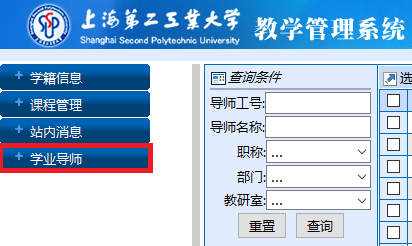 上海第二工业大学
Shanghai Second Polytechnic University
教学管理系统
学籍信息
课程管理
站内消息
学业导师
查询条件
选
导师工号:
导师名称:
职称: ...
部门: ...
教研室: ...
重置 查询